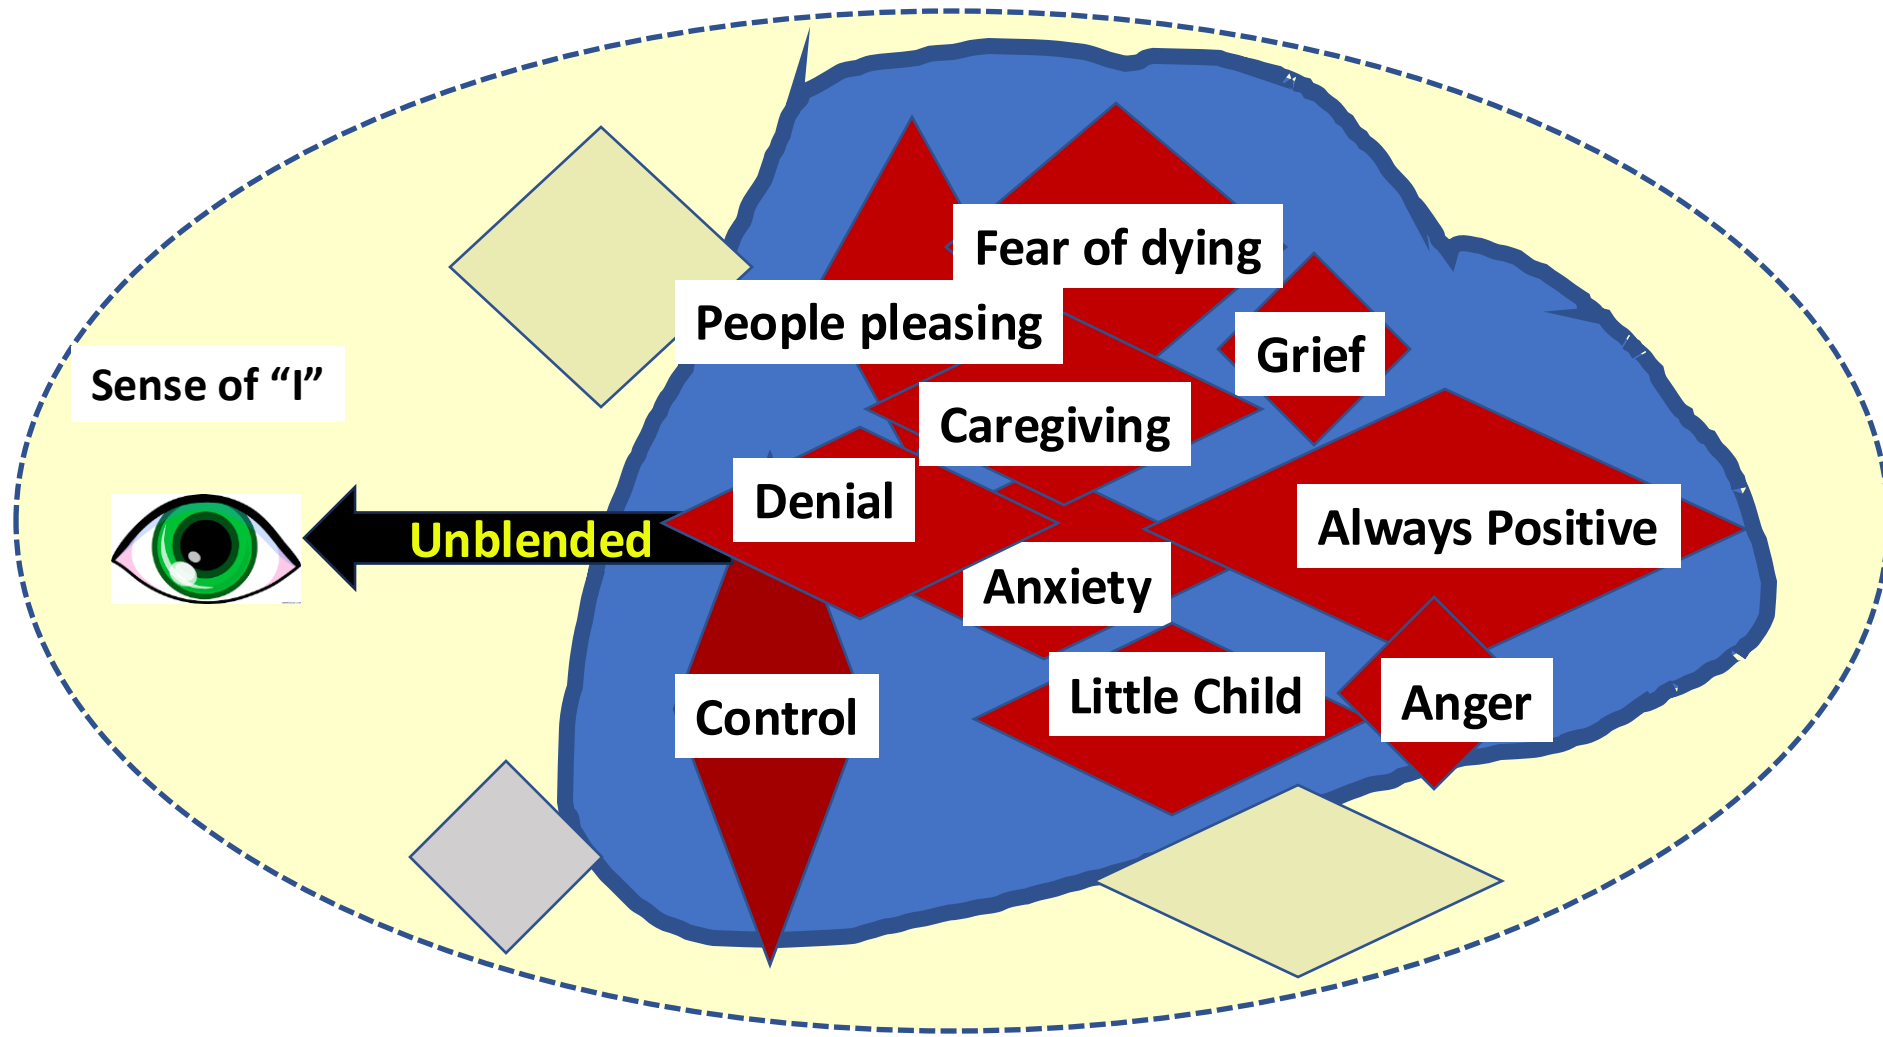 Fear of dying
People pleasing
Grief
Sense of “I”
Caregiving
Denial
Always Positive
Unblended
Anxiety
Little Child
Control
Anger